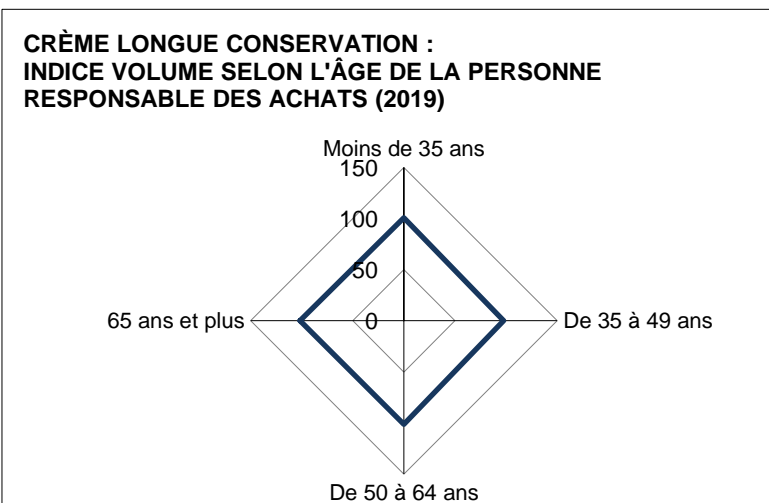 CRÈME LONGUE CONSERVATION :
INDICE VOLUME SELON L'ÂGE DE LA PERSONNE
RESPONSABLE DES ACHATS (2019)
Moins de 35 ans
150
100
50
65 ans et plus
0
De 35 à 49 ans
De 50 à 64 ans